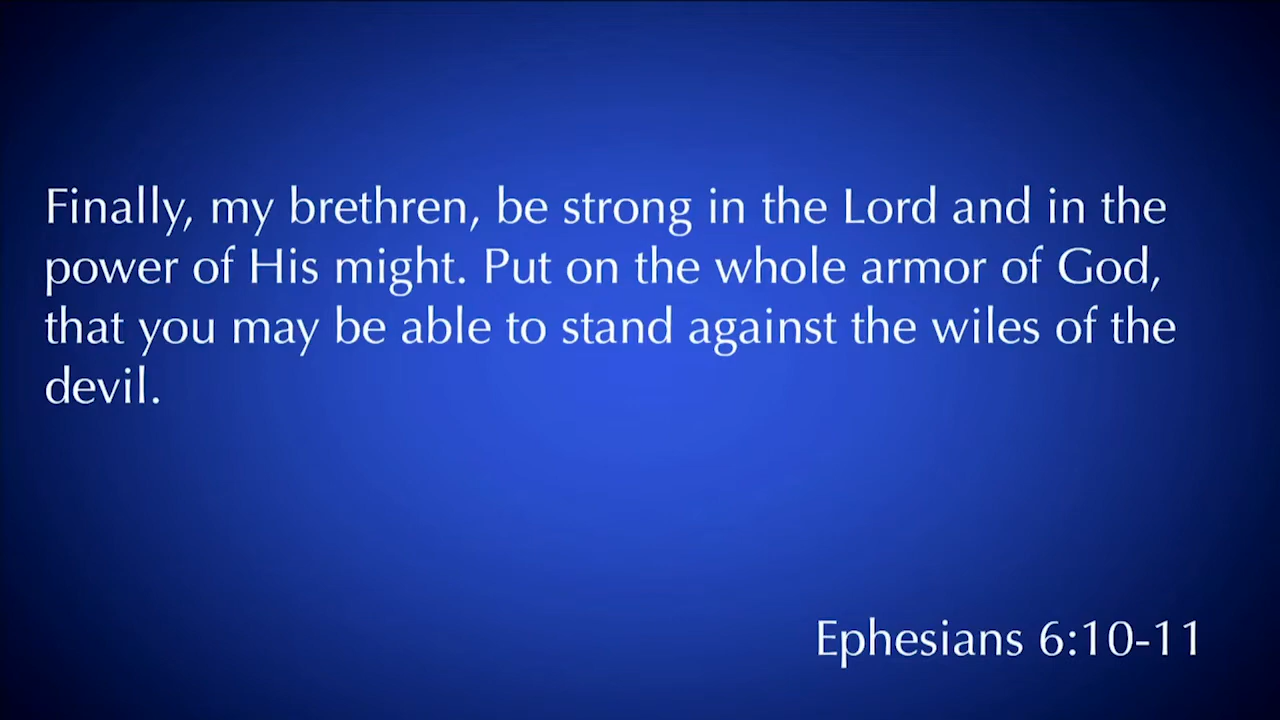 Finally, my brethren, be strong in the Lord and in the
power of His might. Put on the whole armor of God,
that you may be able to stand against the wiles of the
devil.
Ephesians 6:10-11